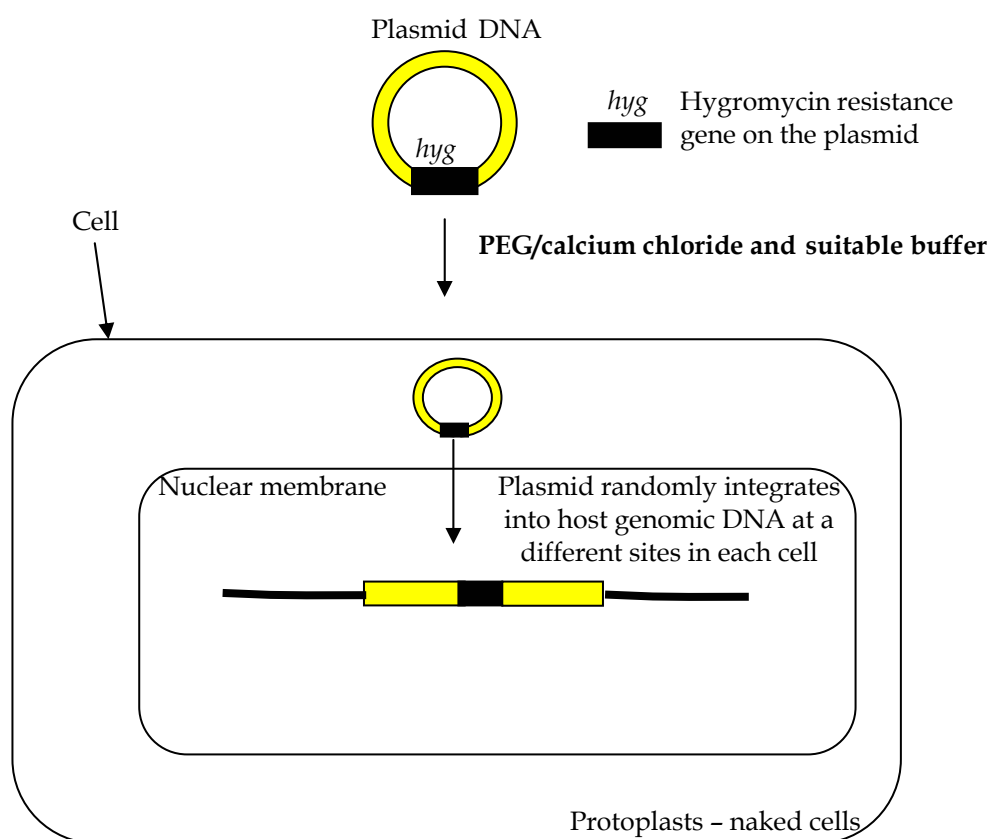 Plasmid DNA
hyg
hyg
Hygromycin resistance
gene on the plasmid
Cell
PEG/calcium chloride and suitable buffer
Nuclear membrane
Plasmid randomly integrates
into host genomic DNA at a
different sites in each cell
Protoplasts – naked cells